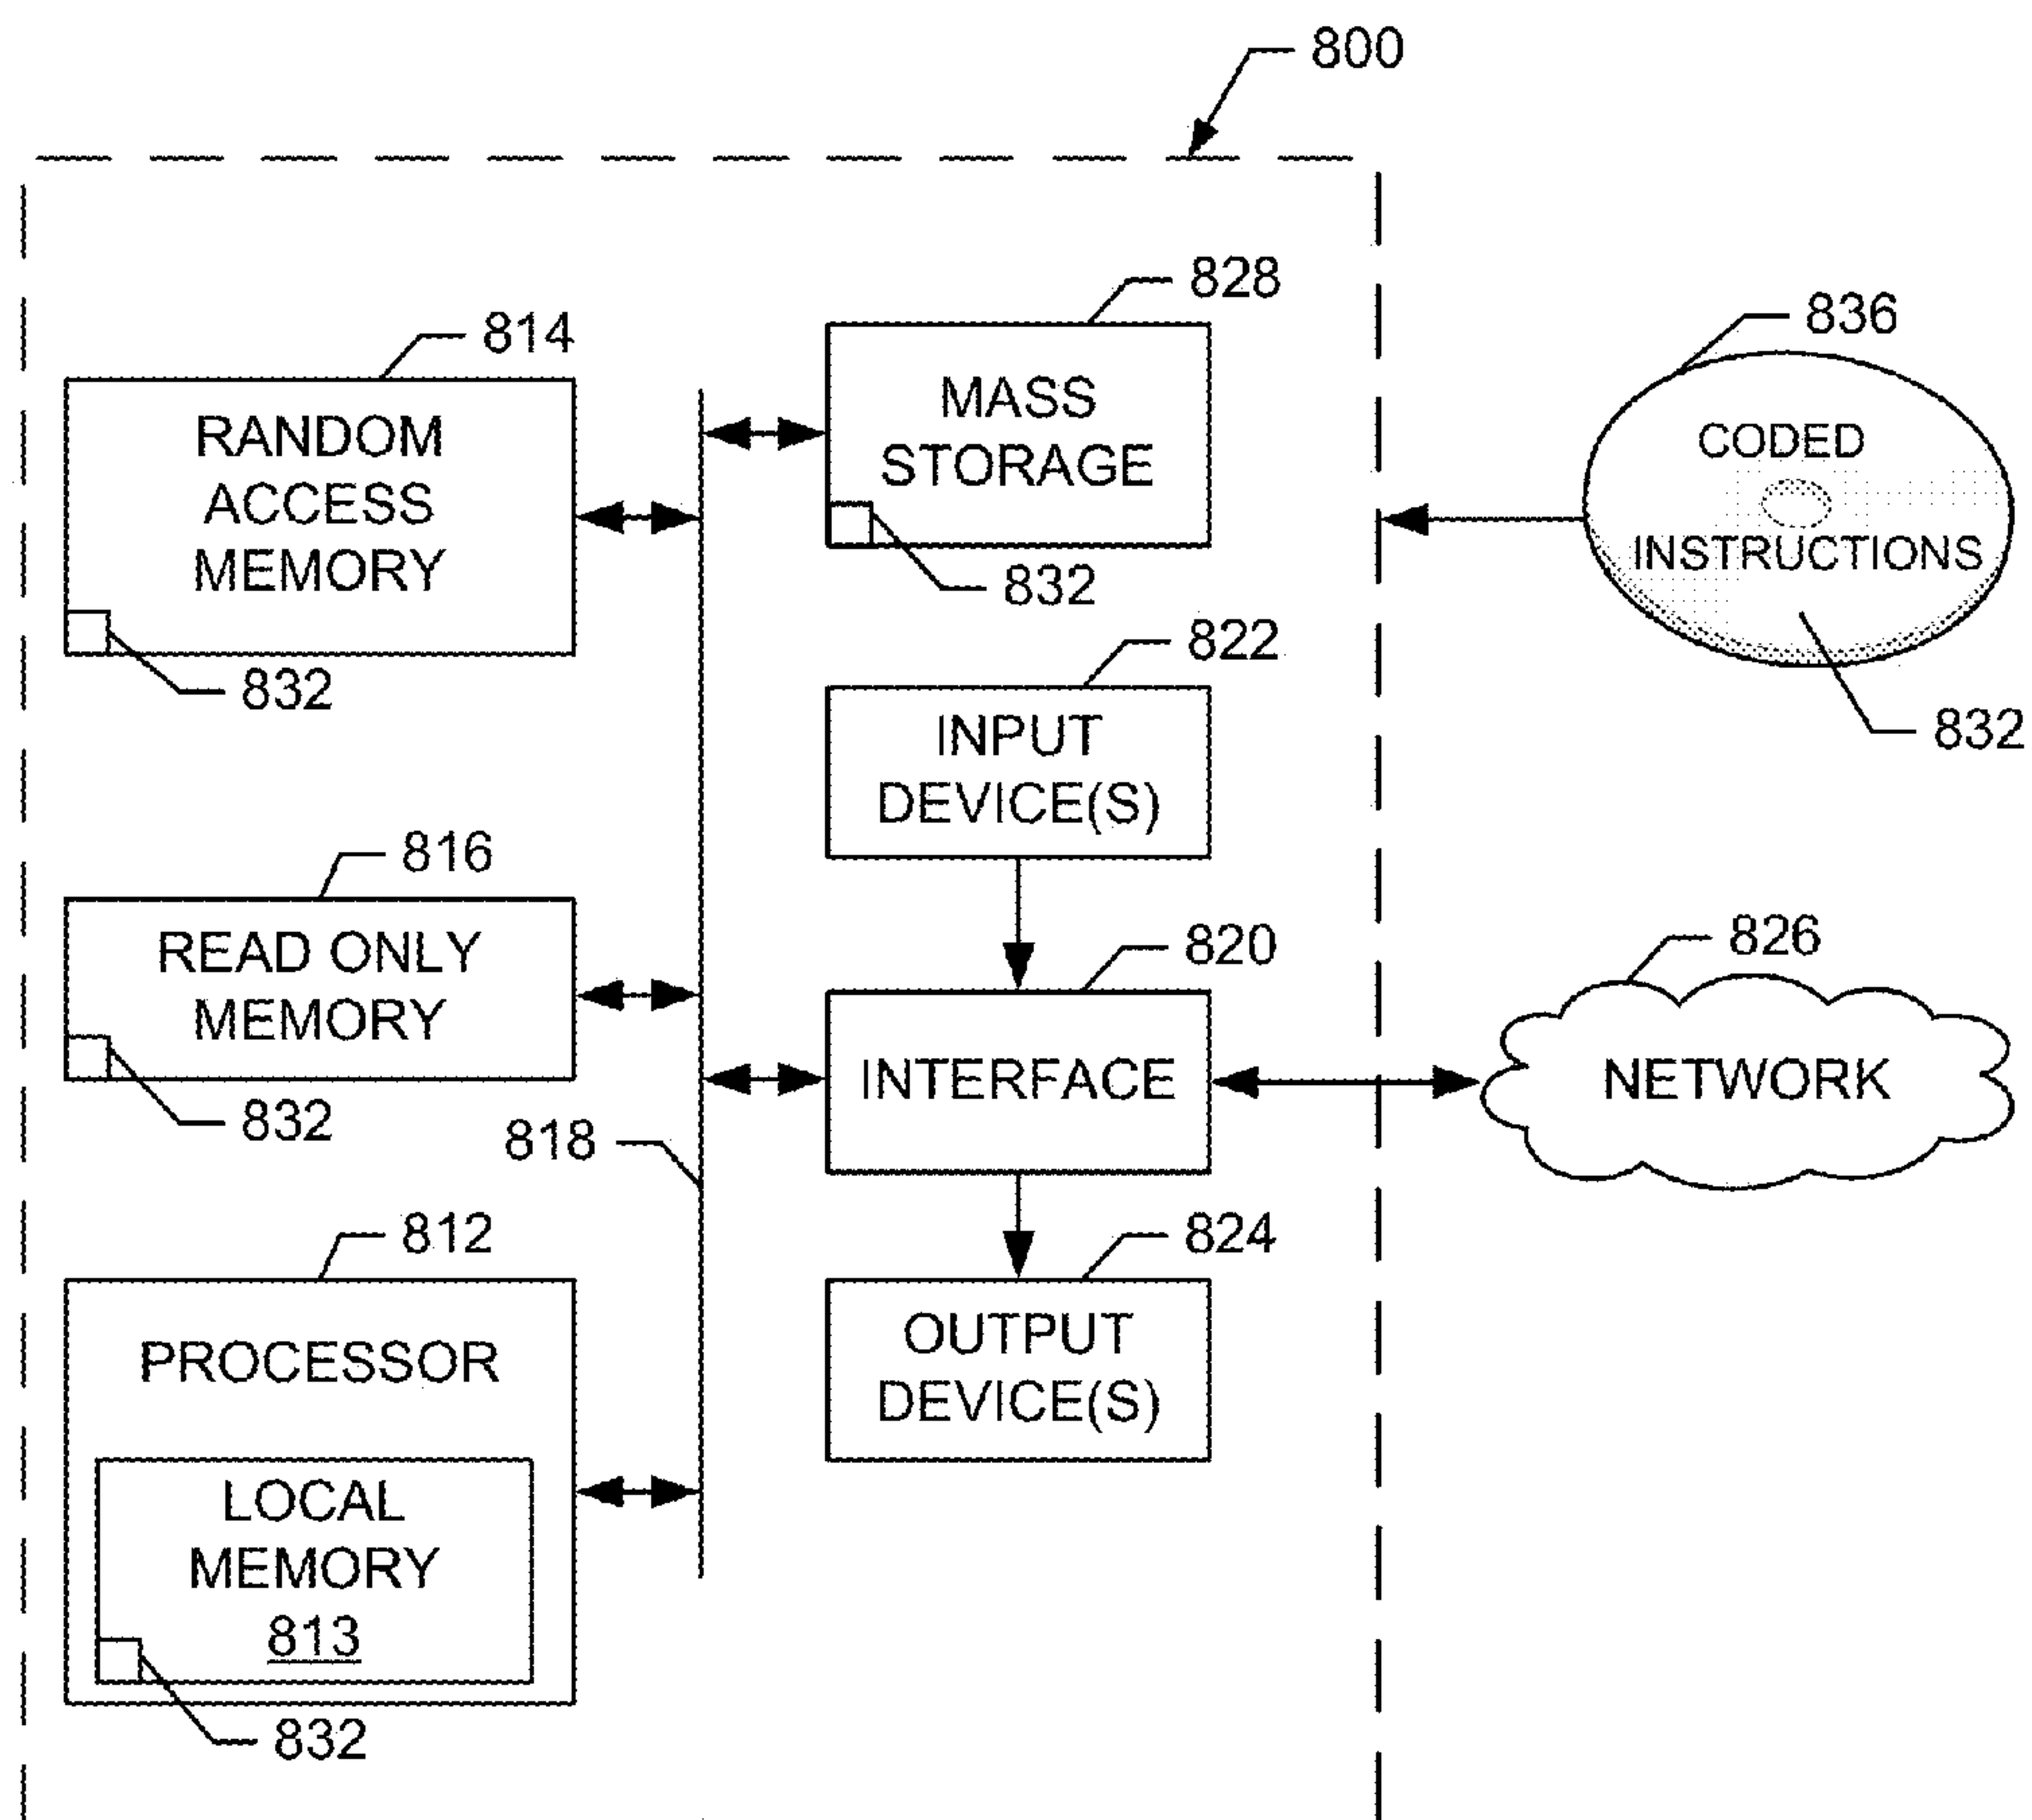 800
828
MASS
STORAGE
832
814
RANDOM
ACCESS
MEMORY
832
836
CODED
INSTRUCTIONS
832
822
INPUT
DEVICE(S)
816
READ ONLY
MEMORY
832
820
INTERFACE
826
NETWORK
818
812
PROCESSOR
LOCAL
MEMORY
813
832
824
OUTPUT
DEVICE(S)